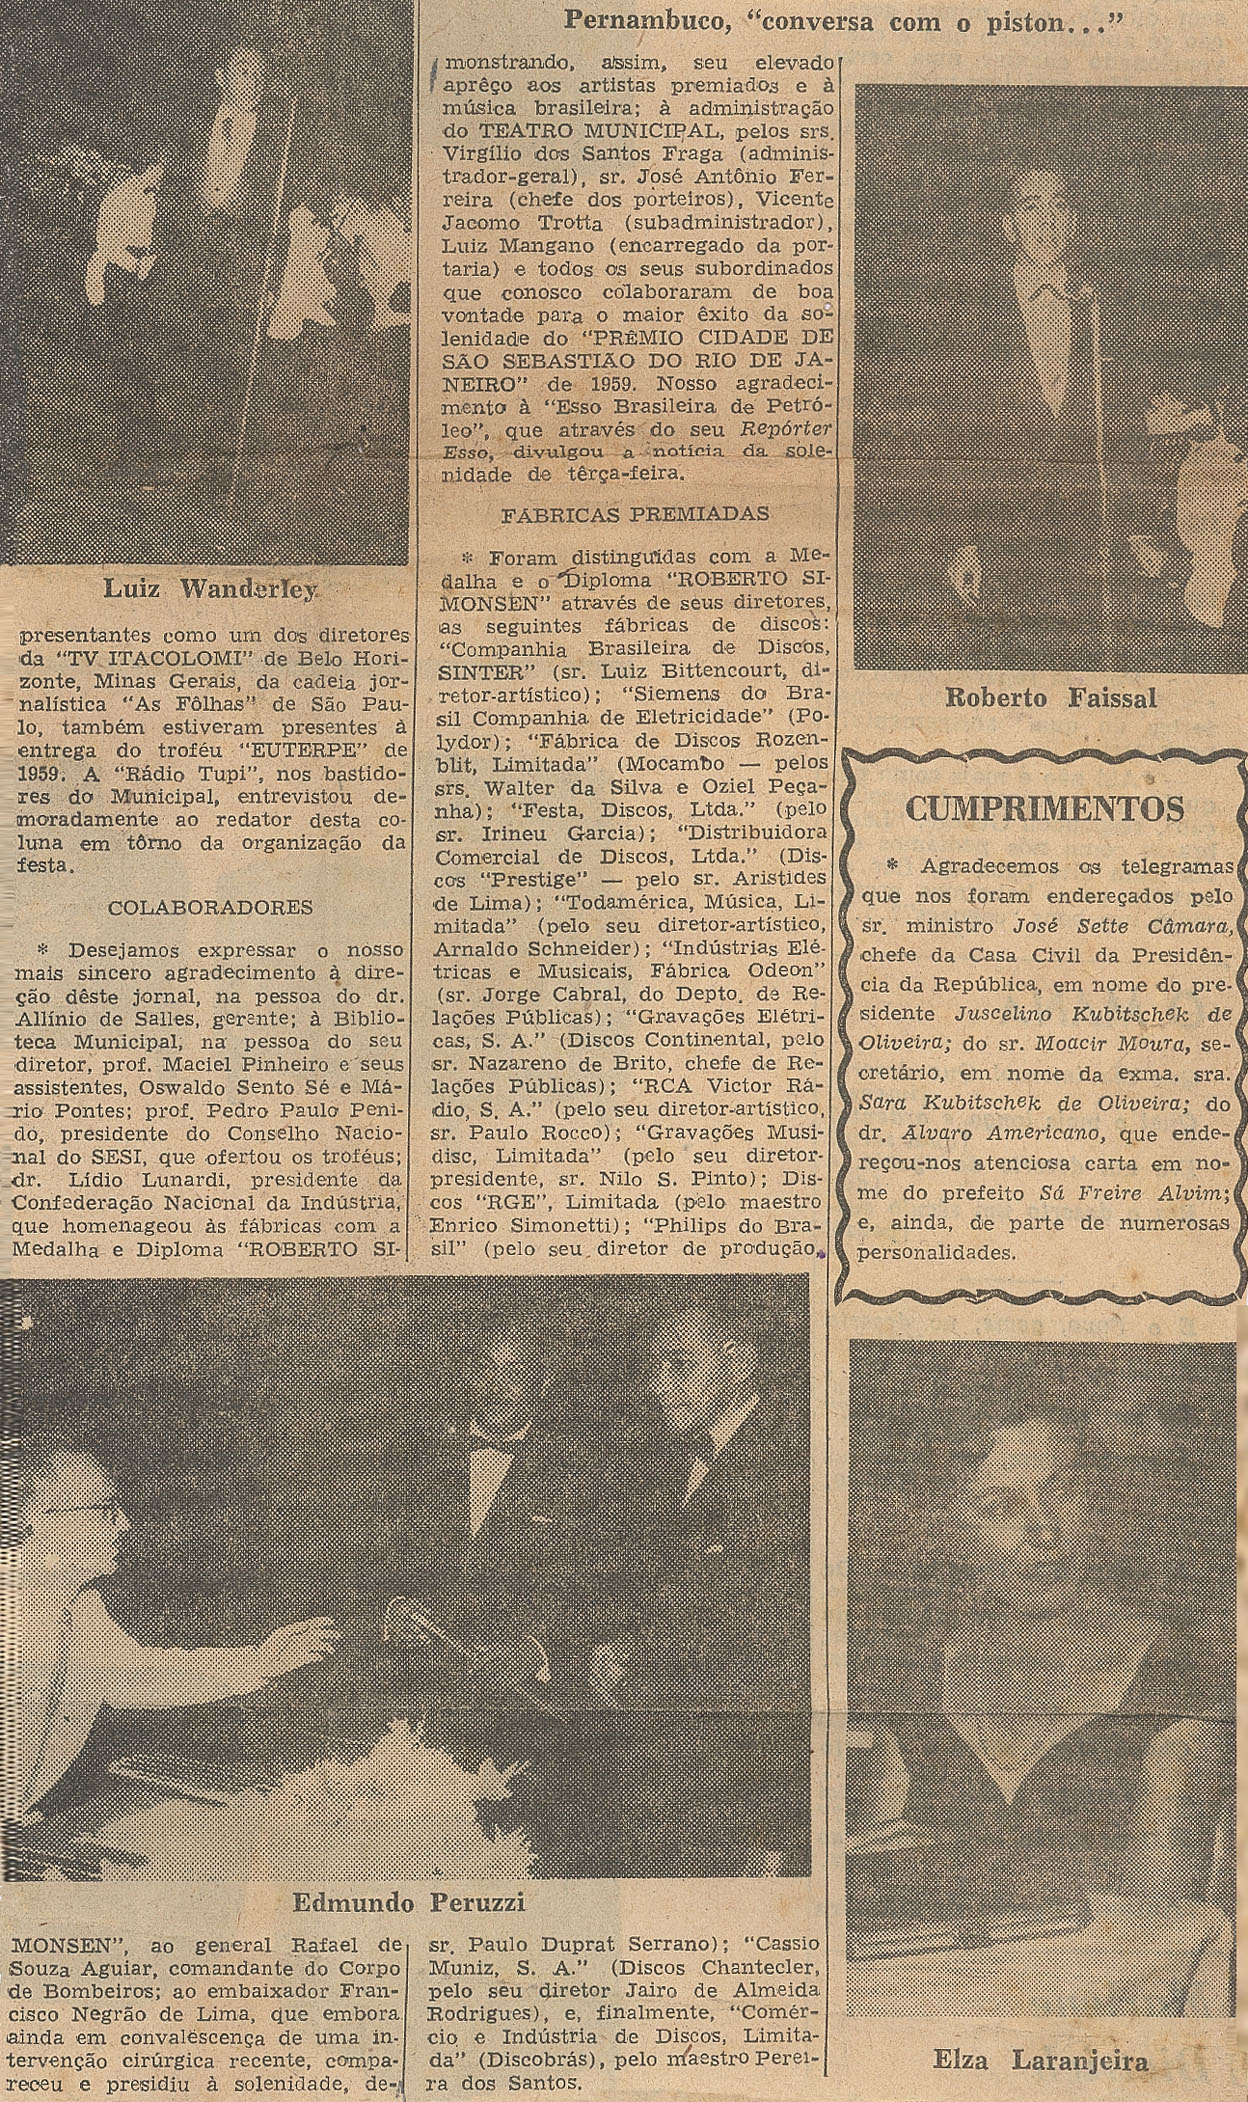 Pernambuco, “conversa com o piston...”
Luiz Wanderley
presentantes como um dos diretores
da “TV ITACOLOMI” de Belo Hori-
zonte, Minas Gerais, da cadeia jor-
nalística “As Fôlhas” de São Pau-
lo, também estiveram presentes à
entrega do troféu “EUTERPE” de
1959. A “Rádio Tupi”, nos bastido-
res do Municipal, entrevistou de-
moradamente ao redator desta co-
luna em tôrno da organização da
festa.
COLABORADORES
* Desejamos expressar o nosso
mais sincero agradecimento à dire-
ção dêste jornal, na pessoa do dr.
Allínio de Salles, gerente; à Biblio-
teca Municipal, na pessoa do seu
diretor, prof. Maciel Pinheiro e seus
assistentes, Oswaldo Sento Sé e Má-
rio Pontes; prof. Pedro Paulo Peni-
do, presidente do Conselho Nacio-
nal do SESI, que ofertou os troféus;
dr. Lídio Lunardi, presidente da
Confederação Nacional da Indústria,
que homenageou às fábricas com a
Medalha e Diploma “ROBERTO SI-
MONSEN”, ao general Rafael de
Souza Aguiar, comandante do Corpo
de Bombeiros; ao embaixador Fran-
cisco Negrão de Lima, que embora
ainda em convalescença de uma in-
tervenção cirúrgica recente, compa-
receu e presidiu à solenidade, de-
monstrando, assim, seu elevado
aprêço aos artistas premiados e à
música brasileira; à administração
do TEATRO MUNICIPAL, pelos srs.
Virgílio dos Santos Fraga (adminis-
trador-geral), sr. José Antônio Fer-
reira (chefe dos porteiros), Vicente
Jacomo Trotta (subadministrador),
Luiz Mangano (encarregado da por-
taria) e todos os seus subordinados
que conosco colaboraram de boa
vontade para o maior êxito da so-
lenidade do “PRÊMIO CIDADE DE
SÃO SEBASTIÃO DO RIO DE JA-
NEIRO” de 1959. Nosso agradeci-
mento à “Esso Brasileira de Petró-
leo”, que através do seu Repórter
Esso, divulgou a notícia da sole-
nidade de têrça-feira.
FÁBRICAS PREMIADAS
* Foram distinguidas com a Me-
dalha e o Diploma “ROBERTO SI-
MONSEN” através de seus diretores,
as seguintes fábricas de discos:
“Companhia Brasileira de Discos,
SINTER” (sr. Luiz Bittencourt, di-
retor-artístico); “Siemens do Bra-
sil Companhia de Eletricidade” (Po-
lydor); “Fábrica de Discos Rozen-
blit, Limitada” (Mocambo — pelos
srs. Walter da Silva e Oziel Peça-
nha); “Festa, Discos, Ltda.” (pelo
sr. Irineu Garcia); “Distribuidora
Comercial de Discos, Ltda.” (Dis-
cos “Prestige” — pelo sr. Aristides
de Lima); “Todamérica, Música, Li-
mitada” (pelo seu diretor-artístico,
Arnaldo Schneider); “Indústrias Elé-
tricas e Musicais, Fábrica Odeon”
(sr. Jorge Cabral, do Depto. de Re-
lações Públicas); “Gravações Elétri-
cas, S. A.” (Discos Continental, pelo
sr. Nazareno de Brito, chefe de Re-
lações Públicas); “RCA Victor Rá-
dio, S. A.” (pelo seu diretor-artístico,
sr. Paulo Rocco); “Gravações Musi-
disc, Limitada” (pelo seu diretor-
presidente, sr. Nilo S. Pinto); Dis-
cos “RGE”, Limitada (pelo maestro
Enrico Simonetti); “Philips do Bra-
sil” (pelo seu diretor de produção,
sr. Paulo Duprat Serrano); “Cassio
Muniz, S. A.” (Discos Chantecler,
pelo seu diretor Jairo de Almeida
Rodrigues), e, finalmente, “Comér-
cio e Indústria de Discos, Limita-
da” (Discobrás), pelo maestro Perei-
ra dos Santos.
Edmundo Peruzzi
Roberto Faissal
CUMPRIMENTOS
* Agradecemos os telegramas
que nos foram endereçados pelo
sr. ministro José Sette Câmara,
chefe da Casa Civil da Presidên-
cia da República, em nome do pre-
sidente Juscelino Kubitschek de
Oliveira; do sr. Moacir Moura, se-
cretário, em nome da exma. sra.
Sara Kubitschek de Oliveira; do
dr. Álvaro Americano, que ende-
reçou-nos atenciosa carta em no-
me do prefeito Sá Freire Alvim;
e, ainda, de parte de numerosas
personalidades.
Elza Laranjeira